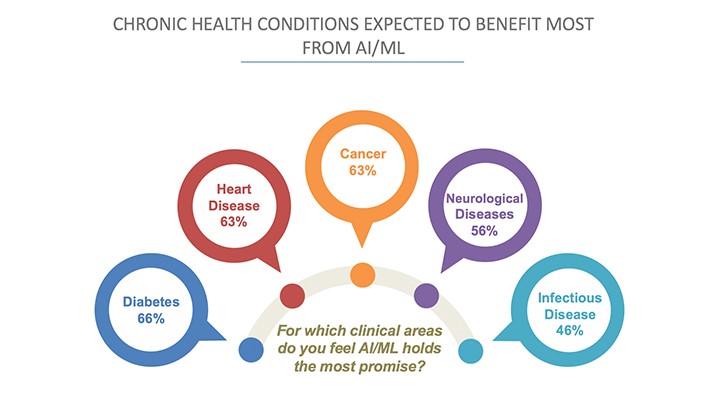 CHRONIC HEALTH CONDITIONS EXPECTED TO BENEFIT MOST
FROM AI/ML
Cancer
63%
Heart
Disease
63%
Neurological
Diseases
56%
Diabetes
66%
Infectious
Disease
46%
For which clinical areas
do you feel AI/ML holds
the most promise?